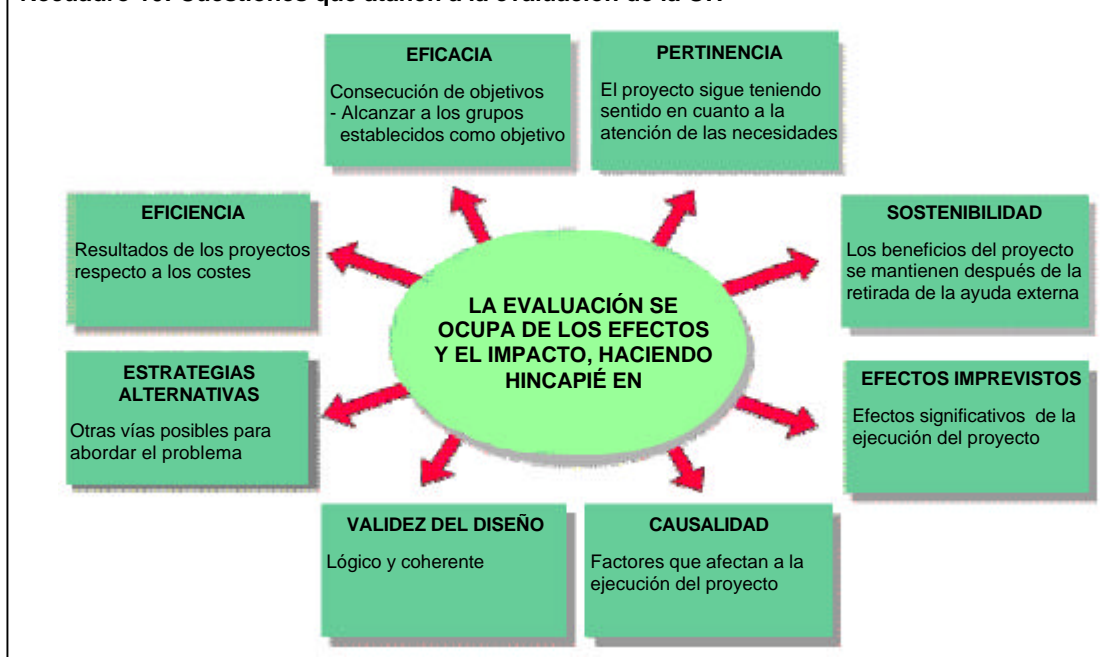 EFICACIA
Consecución de objetivos
- Alcanzar a los grupos
establecidos como objetivo
PERTINENCIA
El proyecto sigue teniendo
sentido en cuanto a la
atención de las necesidades
EFICIENCIA
Resultados de los proyectos
respecto a los costes
SOSTENIBILIDAD
Los beneficios del proyecto
se mantienen después de la
retirada de la ayuda externa
LA EVALUACIÓN SE
OCUPA DE LOS EFECTOS
Y EL IMPACTO, HACIENDO
HINCAPIÉ EN
ESTRATEGIAS
ALTERNATIVAS
Otras vías posibles para
abordar el problema
EFECTOS IMPREVISTOS
Efectos significativos de la
ejecución del proyecto
VALIDEZ DEL DISEÑO
Lógico y coherente
CAUSALIDAD
Factores que afectan a la
ejecución del proyecto